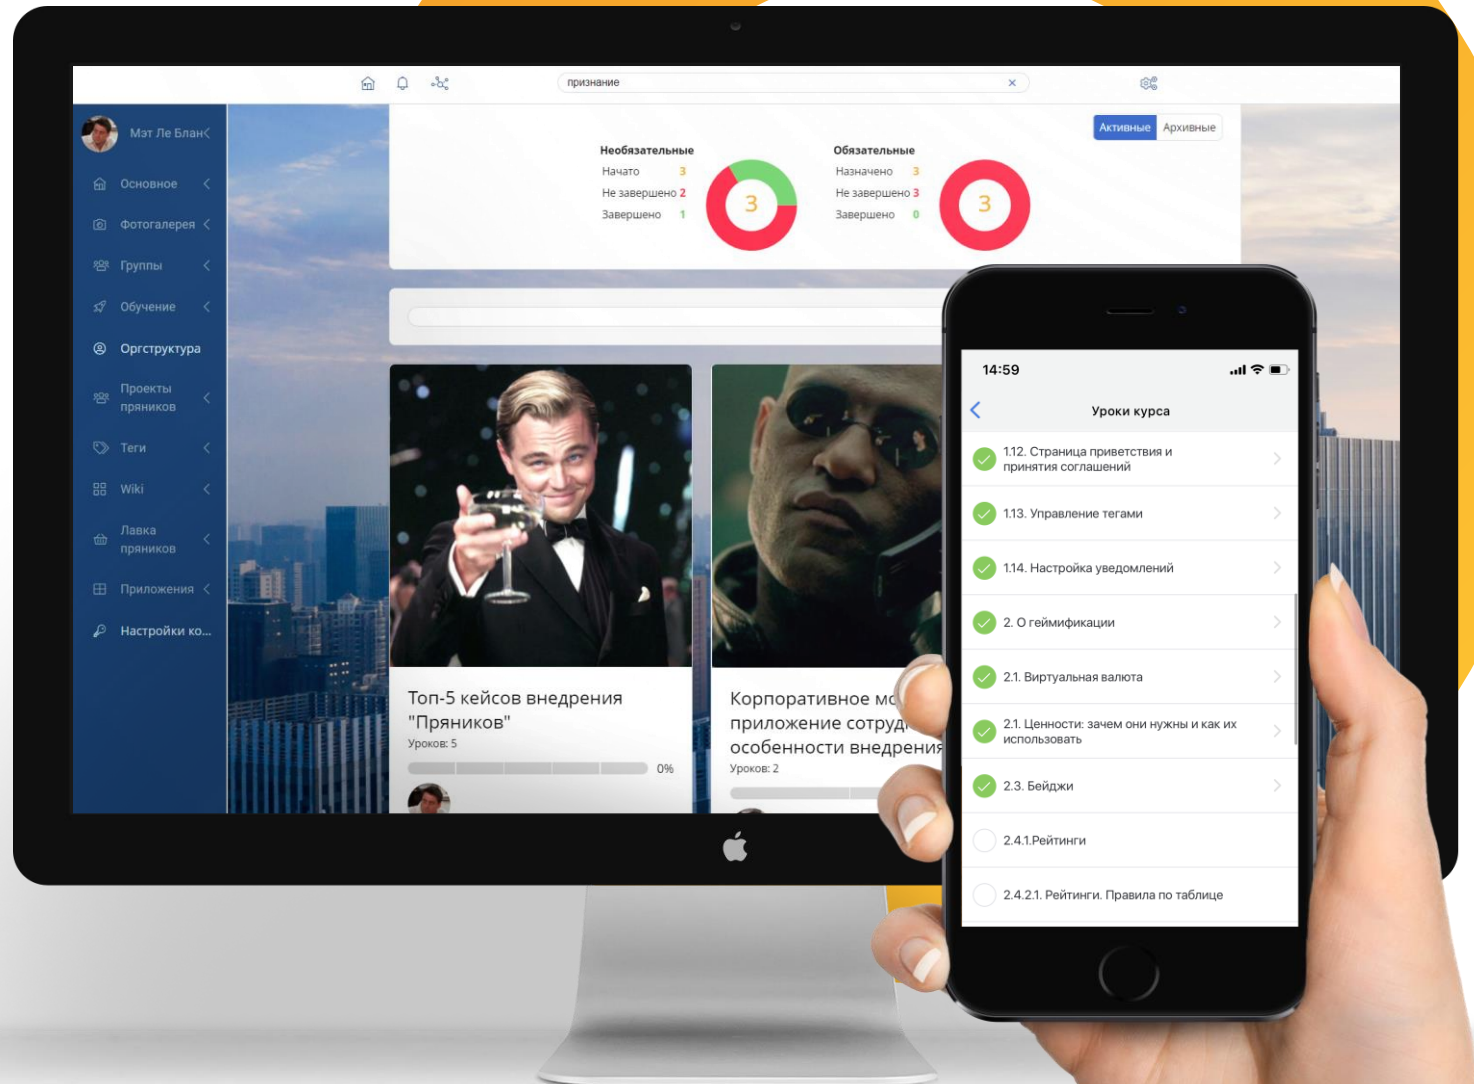 признание
Мэт Ле Блан
Основное
Фотогалерея
Группы
Обучение
Оргструктура
Проекты
пряников
Теги
Wiki
Лавка
пряников
Приложения
Настройки ко...
Активные Архивные
Необязательные
Начато 3
Не завершено 2
Завершено 1
3
Обязательные
Назначено 3
Не завершено 3
Завершено 0
3
Топ-5 кейсов внедрения
"Пряников"
Уроков: 5
0%
Корпоративное мо
приложение сотруд
особенности внедрения
Уроков: 2
14:59
Уроки курса
1.12. Страница приветствия и
принятия соглашений
1.13. Управление тегами
1.14. Настройка уведомлений
2. О геймификации
2.1. Виртуальная валюта
2.1. Ценности: зачем они нужны и как их
использовать
2.3. Бейджи
2.4.1.Рейтинги
2.4.2.1. Рейтинги. Правила по таблице